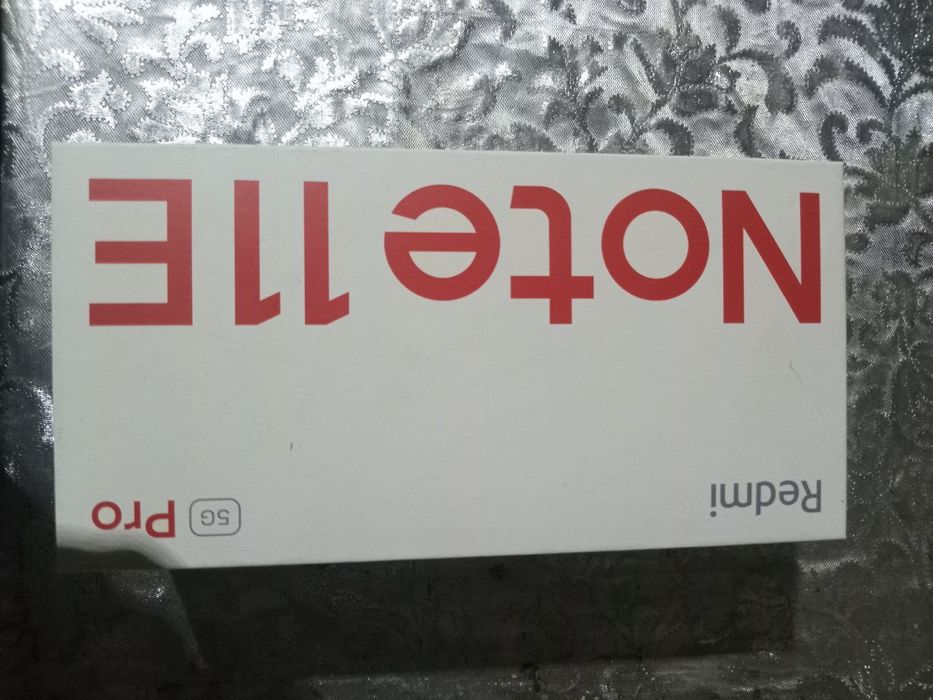 Redmi
5G Pro
Note 11E